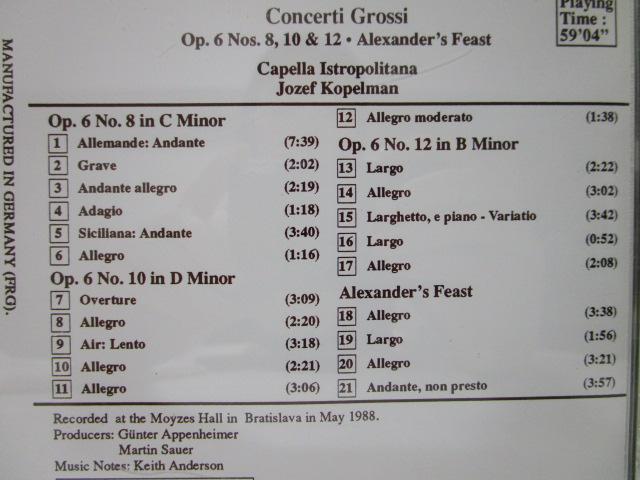 Concerti Grossi
Op. 6 Nos. 8, 10 & 12 • Alexander's Feast
Playing
Time :
59'04"
Capella Istropolitana
Jozef Kopelman
MANUFACTURED IN GERMANY (FRG).
Op. 6 No. 8 in C Minor
1 Allemande: Andante (7:39)
2 Grave (2:02)
3 Andante allegro (2:19)
4 Adagio (1:18)
5 Siciliana: Andante (3:40)
6 Allegro (1:16)
Op. 6 No. 10 in D Minor
7 Overture (3:09)
8 Allegro (2:20)
9 Air: Lento (3:18)
10 Allegro (2:21)
11 Allegro (3:06)
12 Allegro moderato (1:38)
Op. 6 No. 12 in B Minor
13 Largo (2:22)
14 Allegro (3:02)
15 Larghetto, e piano - Variatio (3:42)
16 Largo (0:52)
17 Allegro (2:08)
Alexander's Feast
18 Allegro (3:38)
19 Largo (1:56)
20 Allegro (3:21)
21 Andante, non presto (3:57)
Recorded at the Moyzes Hall in Bratislava in May 1988.
Producers: Günter Appenheimer
Martin Sauer
Music Notes: Keith Anderson